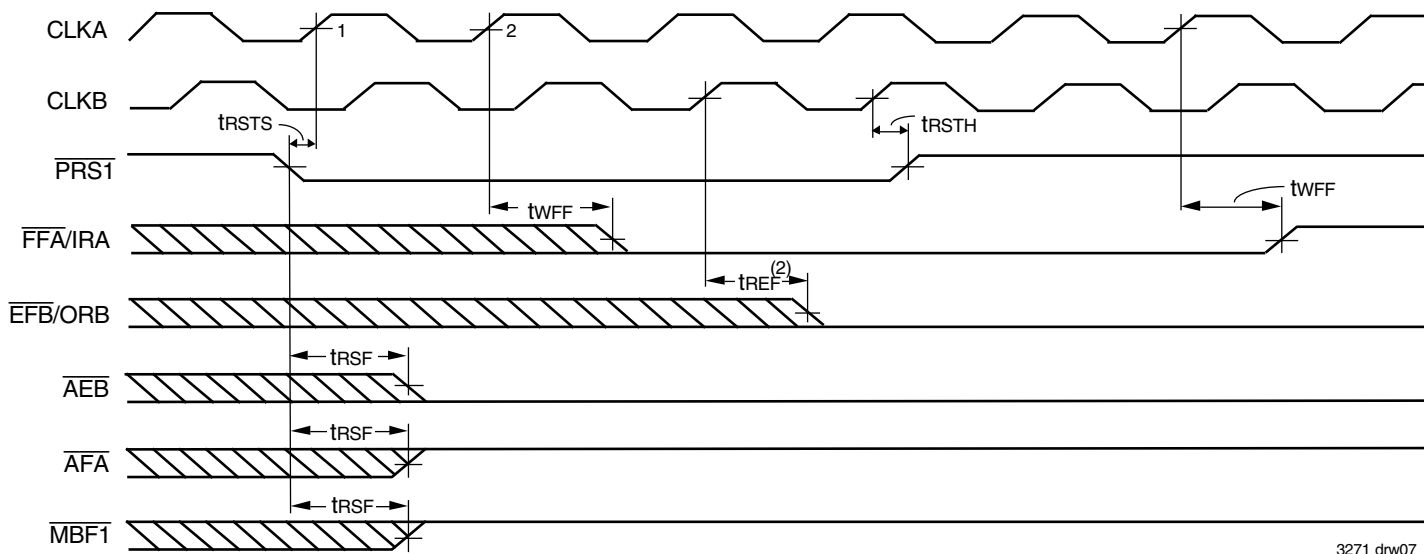 CLKA
1
2
CLKB
tRSTS
tRSTH
PRS1
tWFF
tWFF
FFA/IRA
tREF(2)
EFB/ORB
tRSF
AEB
tRSF
AFA
tRSF
MBF1
3271 drw07